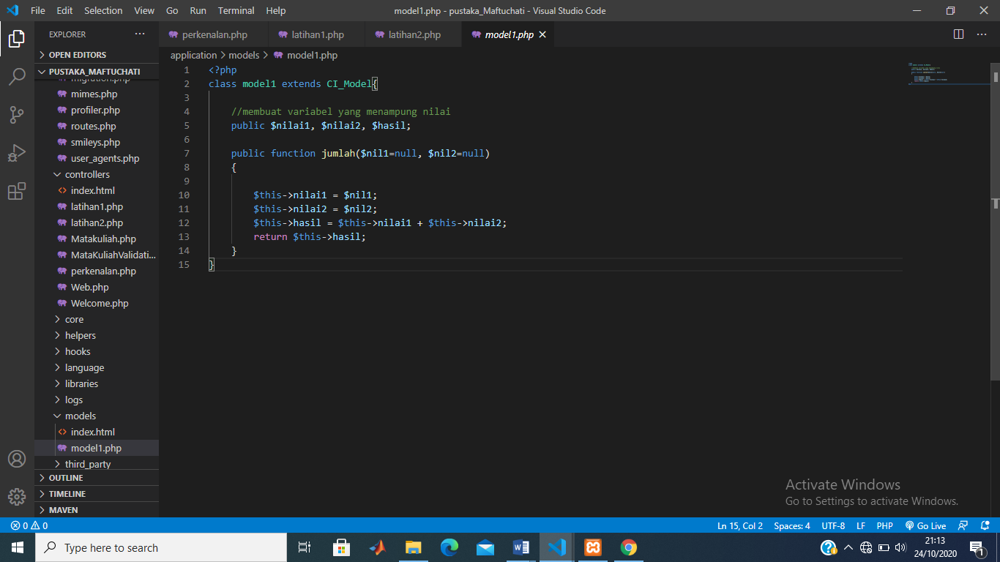 File Edit Selection View Go Run Terminal Help
model1.php - pustaka_Maftuchati - Visual Studio Code
EXPLORER
OPEN EDITORS
PUSTAKA_MAFTUCHATI
migration.php
mimes.php
profiler.php
routes.php
smileys.php
user_agents.php
controllers
index.html
latihan1.php
latihan2.php
Matakuliah.php
MataKuliahValidati...
perkenalan.php
Web.php
Welcome.php
core
helpers
hooks
language
libraries
logs
models
index.html
model1.php
third_party
OUTLINE
TIMELINE
MAVEN
perkenalan.php latihan1.php latihan2.php model1.php
application > models > model1.php
1 <?php
2 class model1 extends CI_Model{
3
4 //membuat variabel yang menampung nilai
5 public $nilai1, $nilai2, $hasil;
6
7 public function jumlah($nil1=null, $nil2=null)
8 {
9
10 $this->nilai1 = $nil1;
11 $this->nilai2 = $nil2;
12 $this->hasil = $this->nilai1 + $this->nilai2;
13 return $this->hasil;
14 }
15 }
Activate Windows
Go to Settings to activate Windows.
0 0
Ln 15, Col 2 Spaces: 4 UTF-8 LF PHP Go Live
Type here to search
21:13
24/10/2020
1